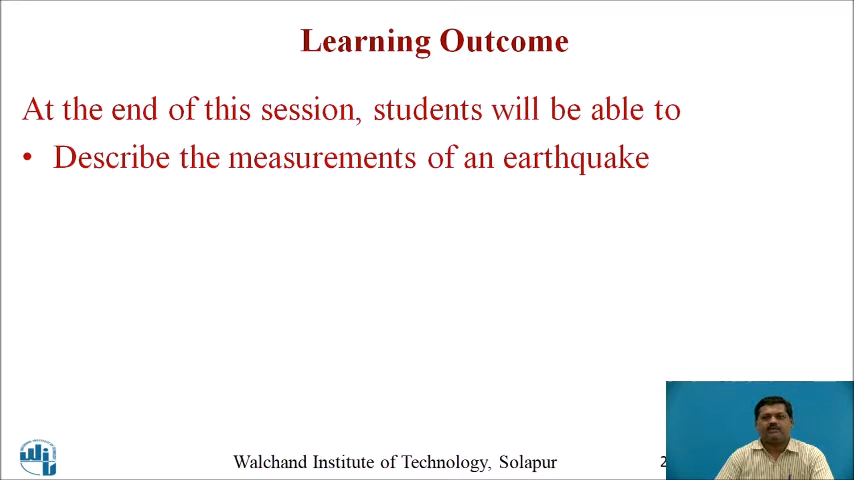 Learning Outcome
At the end of this session, students will be able to
• Describe the measurements of an earthquake
Walchand Institute of Technology, Solapur
2